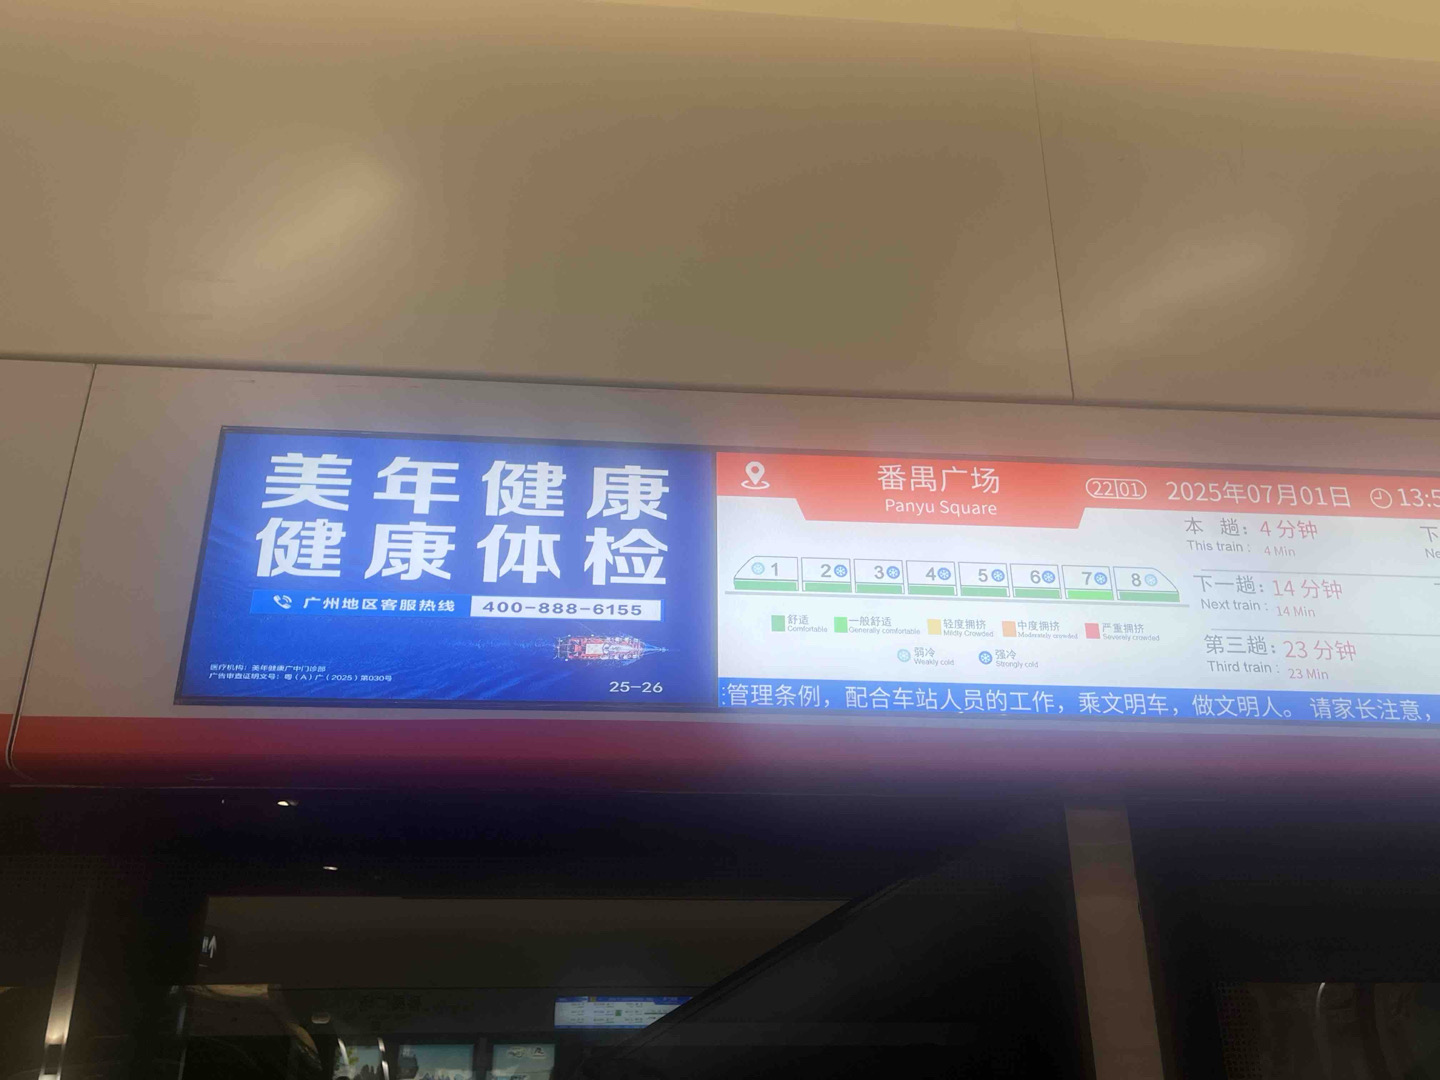 美年健康
健康体检
广州地区客服热线 400-888-6155
医疗机构：美年健康广中门诊部
广告审查证明文号：粤（A）广（2025）第030号
25-26
番禺广场
Panyu Square
22 01 2025年07月01日 13:5
1 2 3 4 5 6 7 8
舒适 一般舒适 轻度拥挤 中度拥挤 严重拥挤
Comfortable Generally comfortable Mildly Crowded Moderately crowded Severely crowded
弱冷 强冷
Weakly cold Strongly cold
本 趟：4 分钟 下
This train : 4 Min Ne
下一趟：14 分钟
Next train : 14 Min
第三趟：23 分钟
Third train : 23 Min
管理条例，配合车站人员的工作，乘文明车，做文明人。 请家长注意，